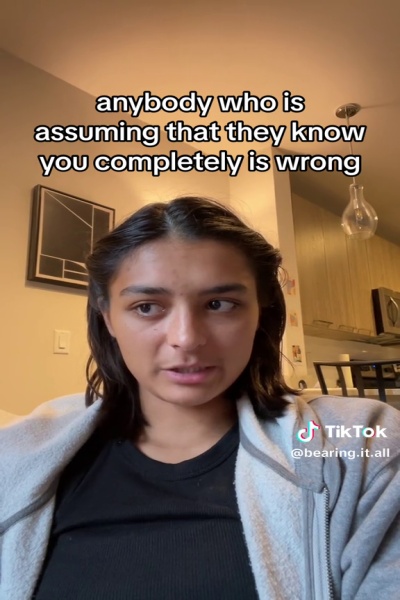 anybody who is
assuming that they know
you completely is wrong
TikTok
@bearing.it.all